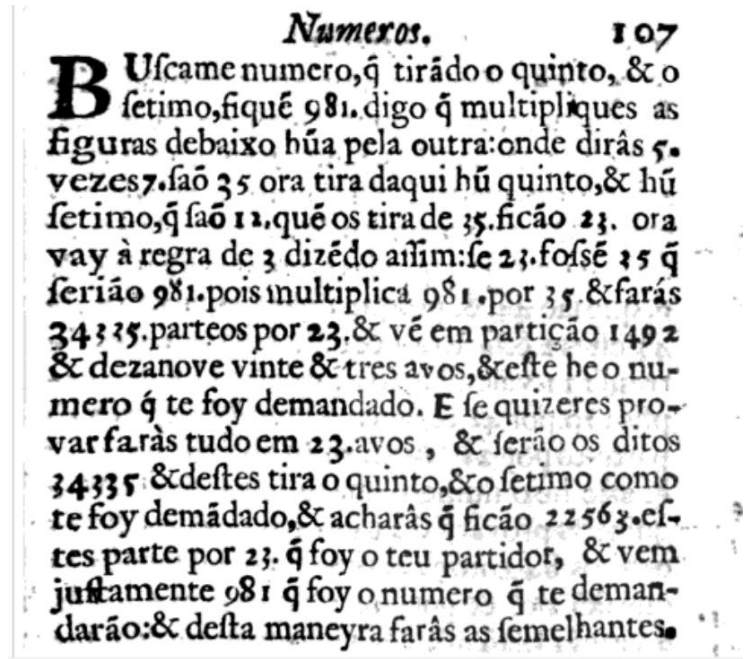 Numeros. 107
BUſcame numero,q̃ tirãdo o quinto, & o
ſetimo,fiquẽ 981.digo q̃ multipliques as
figuras debaixo hũa pela outra:onde dirâs 5.
vezes7.ſaõ 35 ora tira daqui hũ quinto,& hũ
ſetimo,q̃ ſaõ 12.quẽ os tira de 35.ficão 23. ora
vay à regra de 3 dizẽdo aſſim:ſe 23.foſſẽ 35 q̃
ſerião 981.pois multiplica 981.por 35.&farás
34335.parteos por 23.& vẽ em partição 1492
& dezanove vinte & tres avos,&eſte he o nu-
mero q̃ te foy demandado. E ſe quizeres pro-
var faràs tudo em 23.avos , & ſerão os ditos
34335 &deſtes tira o quinto,&o ſetimo como
te foy demãdado,& acharâs q̃ ficão 22563.eſ-
tes parte por 23. q̃ foy o teu partidor, & vem
juſtamente 981 q̃ foy o numero q̃ te deman-
darão:& deſta maneyra farâs as ſemelhantes.